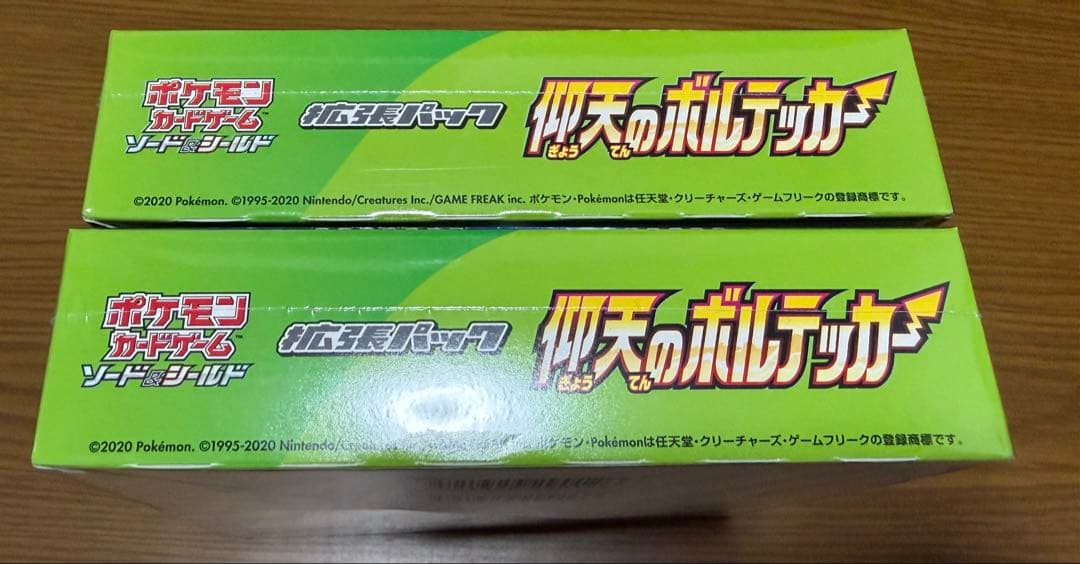 ポケモン
カードゲーム™
ソード&シールド
拡張パック
仰天のボルテッカー
ぎょう てん
©2020 Pokémon. ©1995-2020 Nintendo/Creatures Inc./GAME FREAK inc. ポケモン・Pokémonは任天堂・クリーチャーズ・ゲームフリークの登録商標です。
ポケモン
カードゲーム™
ソード&シールド
拡張パック
仰天のボルテッカー
ぎょう てん
©2020 Pokémon. ©1995-2020 Nintendo/ ポケモン・Pokémonは任天堂・クリーチャーズ・ゲームフリークの登録商標です。